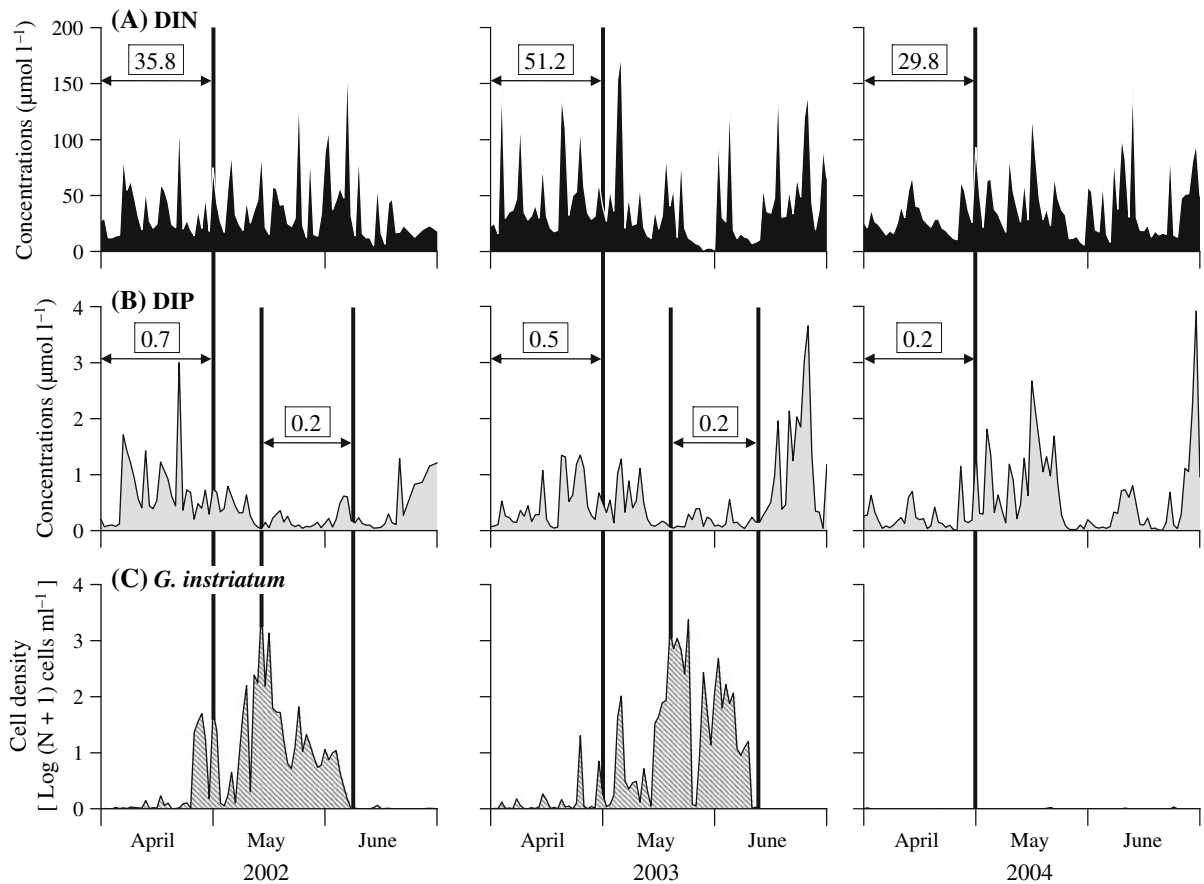 (A) DIN
Concentrations (μmol l⁻¹)
200
150
100
50
0
35.8
51.2
29.8
(B) DIP
Concentrations (μmol l⁻¹)
4
3
2
1
0
0.7
0.2
0.5
0.2
0.2
(C) G. instriatum
Cell density
[ Log (N + 1) cells ml⁻¹ ]
4
3
2
1
0
April May June April May June April May June
2002 2003 2004